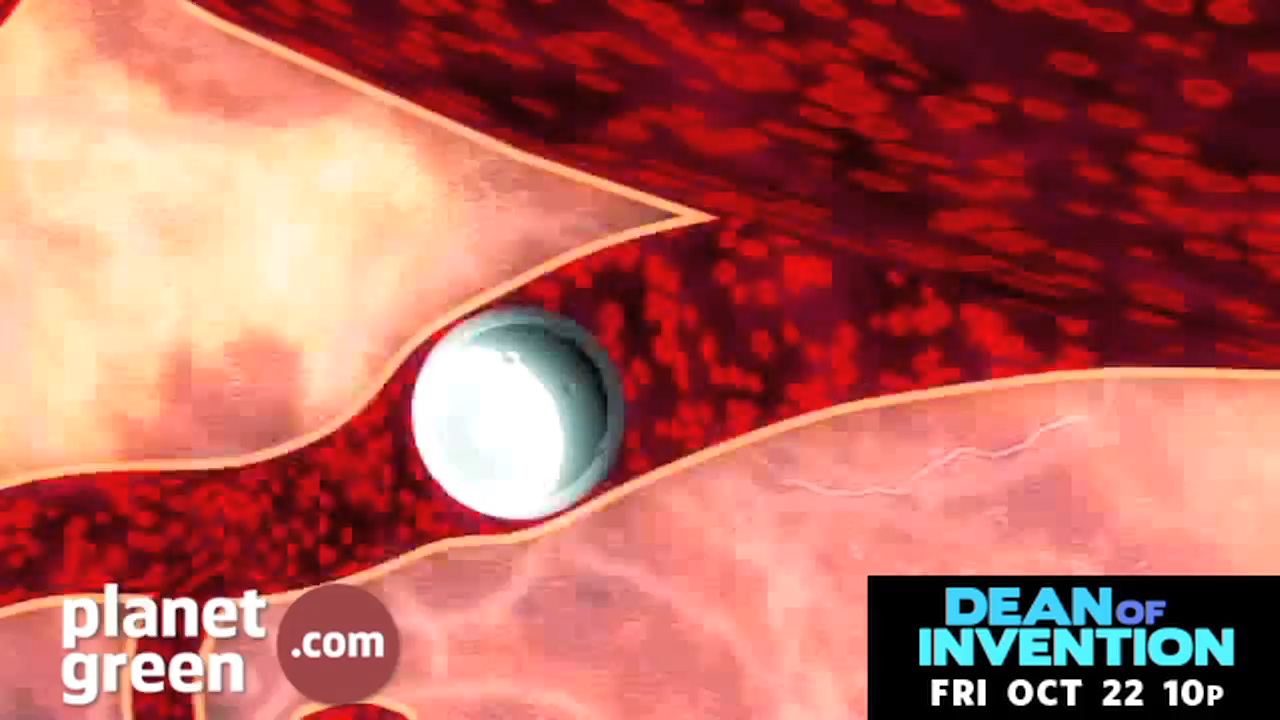 planet
green
.com
DEAN OF
INVENTION
FRI OCT 22 10P